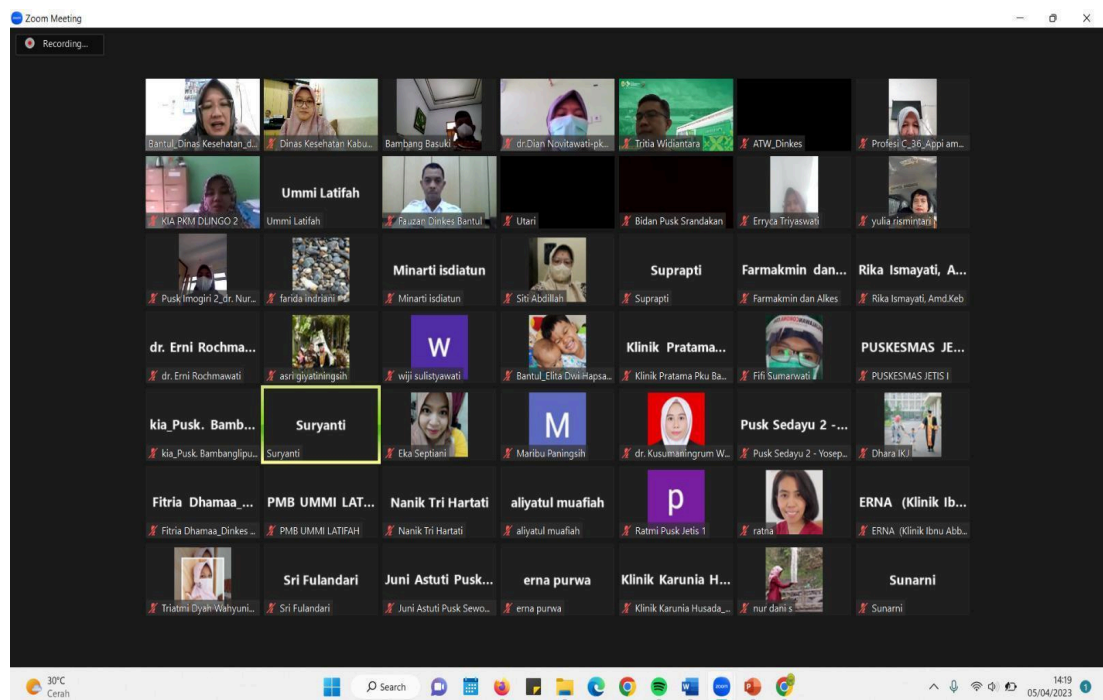 Zoom Meeting
Recording...
Bantul_Dinas Kesehatan_d...
Dinas Kesehatan Kabu...
Bambang Basuki
dr.Dian Novitawati-pk...
Tritia Widiantara
ATW_Dinkes
Profesi C_36_Appi am...
KIA PKM DLINGO 2
Ummi Latifah
Ummi Latifah
Fauzan Dinkes Bantul
Utari
Bidan Pusk Srandakan
Erryca Triyaswati
yulia rismintari
Pusk Imogiri 2_dr. Nur...
farida indriani
Minarti isdiatun
Minarti isdiatun
Siti Abdillah
Suprapti
Suprapti
Farmakmin dan...
Farmakmin dan Alkes
Rika Ismayati, A...
Rika Ismayati, Amd.Keb
dr. Erni Rochma...
dr. Erni Rochmawati
asri giyatiningsih
W
wiji sulistyawati
Bantul_Elita Dwi Hapsa...
Klinik Pratama...
Klinik Pratama Pku Ba...
Fifi Sumarwati
PUSKESMAS JE...
PUSKESMAS JETIS I
kia_Pusk. Bamb...
kia_Pusk. Bambanglipu...
Suryanti
Suryanti
Eka Septiani
M
Maribu Paningsih
dr. Kusumaningrum W...
Pusk Sedayu 2 -...
Pusk Sedayu 2 - Yosep...
Dhara IKJ
Fitria Dhamaa_...
Fitria Dhamaa_Dinkes ...
PMB UMMI LAT...
PMB UMMI LATIFAH
Nanik Tri Hartati
Nanik Tri Hartati
aliyatul muafiah
aliyatul muafiah
p
Ratmi Pusk Jetis 1
ratna
ERNA (Klinik Ib...
ERNA (Klinik Ibnu Abb...
Triatmi Dyah Wahyuni...
Sri Fulandari
Sri Fulandari
Juni Astuti Pusk...
Juni Astuti Pusk Sewo...
erna purwa
erna purwa
Klinik Karunia H...
Klinik Karunia Husada_...
nur dani s
Sunarni
Sunarni
30°C
Cerah
Search
14:19
05/04/2023